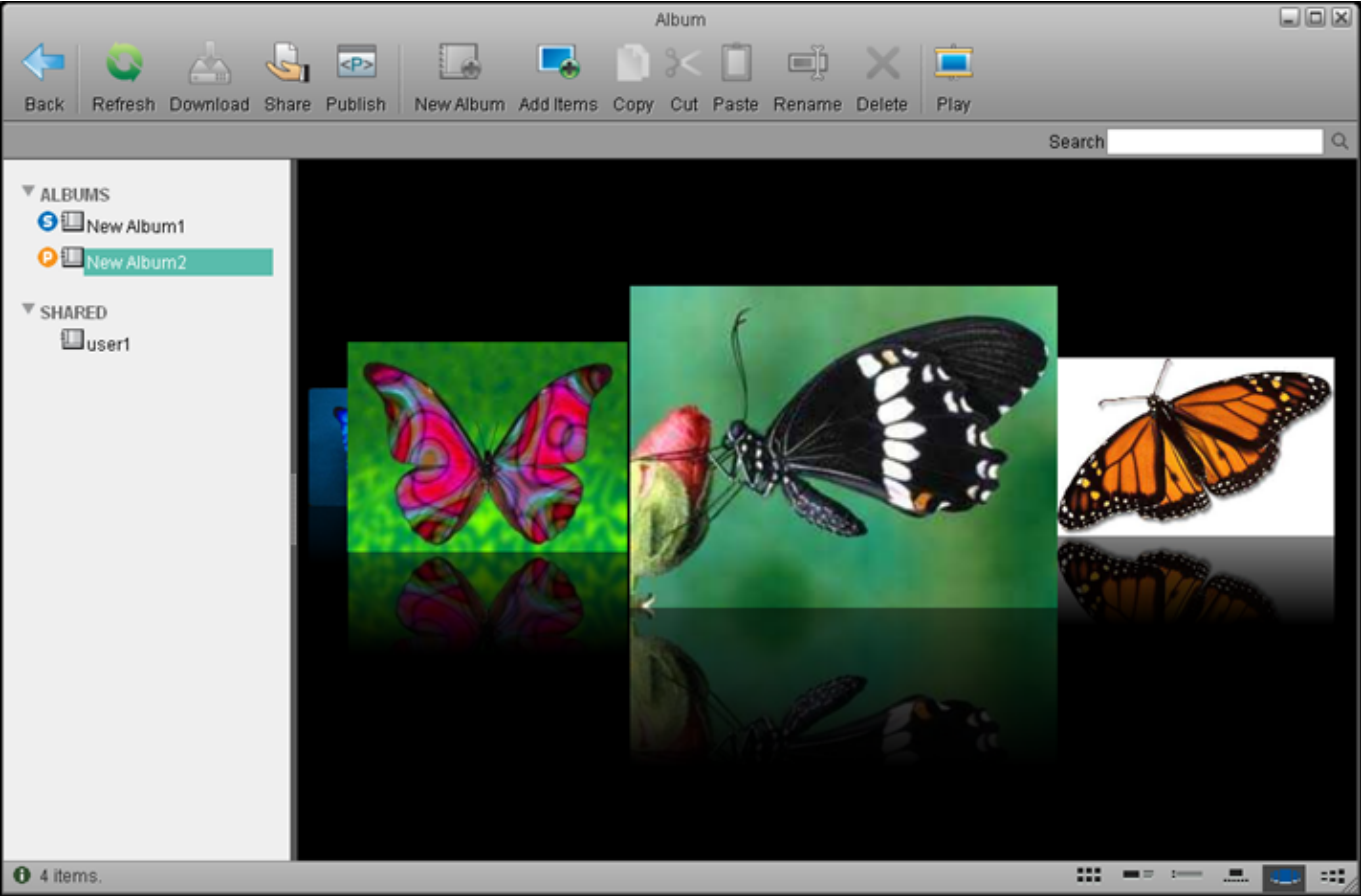 Album
Back Refresh Download Share Publish New Album Add Items Copy Cut Paste Rename Delete Play
<P>
Search
ALBUMS
S New Album1
P New Album2
SHARED
user1
4 items.